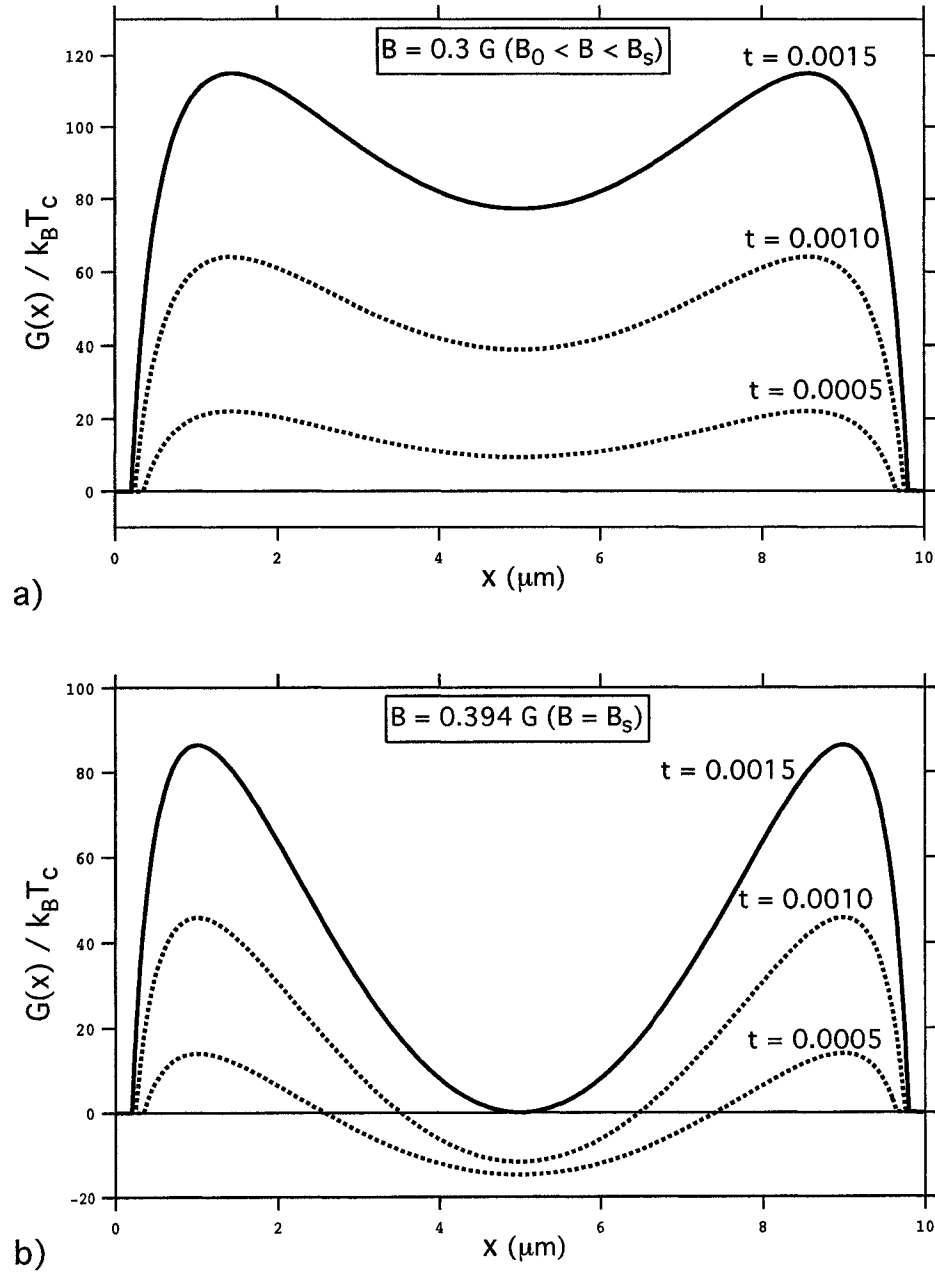 B = 0.3 G (B0 < B < Bs)
t = 0.0015
t = 0.0010
t = 0.0005
120
100
80
60
40
20
0
G(x) / kBTC
0 2 4 6 8 10
x (μm)
a)
B = 0.394 G (B = Bs)
t = 0.0015
t = 0.0010
t = 0.0005
100
80
60
40
20
0
-20
G(x) / kBTC
0 2 4 6 8 10
x (μm)
b)